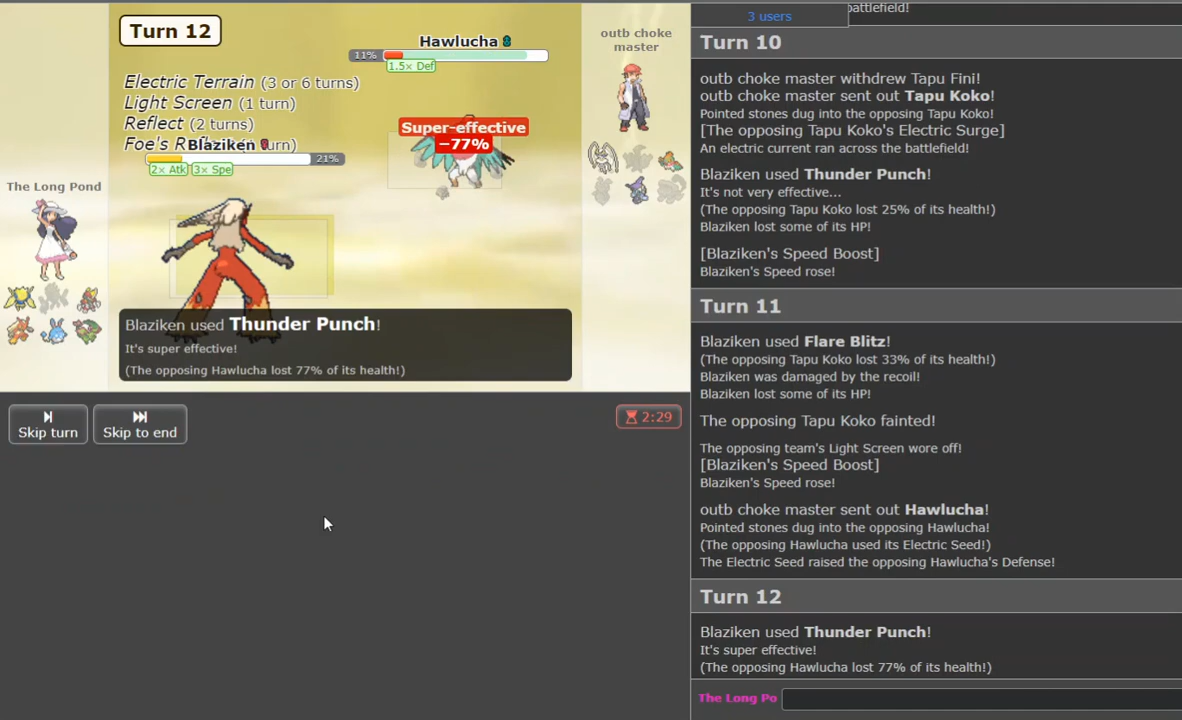 Turn 12
Hawlucha
11%
1.5× Def
Electric Terrain (3 or 6 turns)
Light Screen (1 turn)
Reflect (2 turns)
Foe's
Blaziken
21%
2× Atk
3× Spe
Super-effective
−77%
The Long Pond
outb choke
master
Blaziken used Thunder Punch!
It's super effective!
(The opposing Hawlucha lost 77% of its health!)
Skip turn
Skip to end
2:29
3 users
battlefield!
Turn 10
outb choke master withdrew Tapu Fini!
outb choke master sent out Tapu Koko!
Pointed stones dug into the opposing Tapu Koko!
[The opposing Tapu Koko's Electric Surge]
An electric current ran across the battlefield!
Blaziken used Thunder Punch!
It's not very effective...
(The opposing Tapu Koko lost 25% of its health!)
Blaziken lost some of its HP!
[Blaziken's Speed Boost]
Blaziken's Speed rose!
Turn 11
Blaziken used Flare Blitz!
(The opposing Tapu Koko lost 33% of its health!)
Blaziken was damaged by the recoil!
Blaziken lost some of its HP!
The opposing Tapu Koko fainted!
The opposing team's Light Screen wore off!
[Blaziken's Speed Boost]
Blaziken's Speed rose!
outb choke master sent out Hawlucha!
Pointed stones dug into the opposing Hawlucha!
(The opposing Hawlucha used its Electric Seed!)
The Electric Seed raised the opposing Hawlucha's Defense!
Turn 12
Blaziken used Thunder Punch!
It's super effective!
(The opposing Hawlucha lost 77% of its health!)
The Long Po